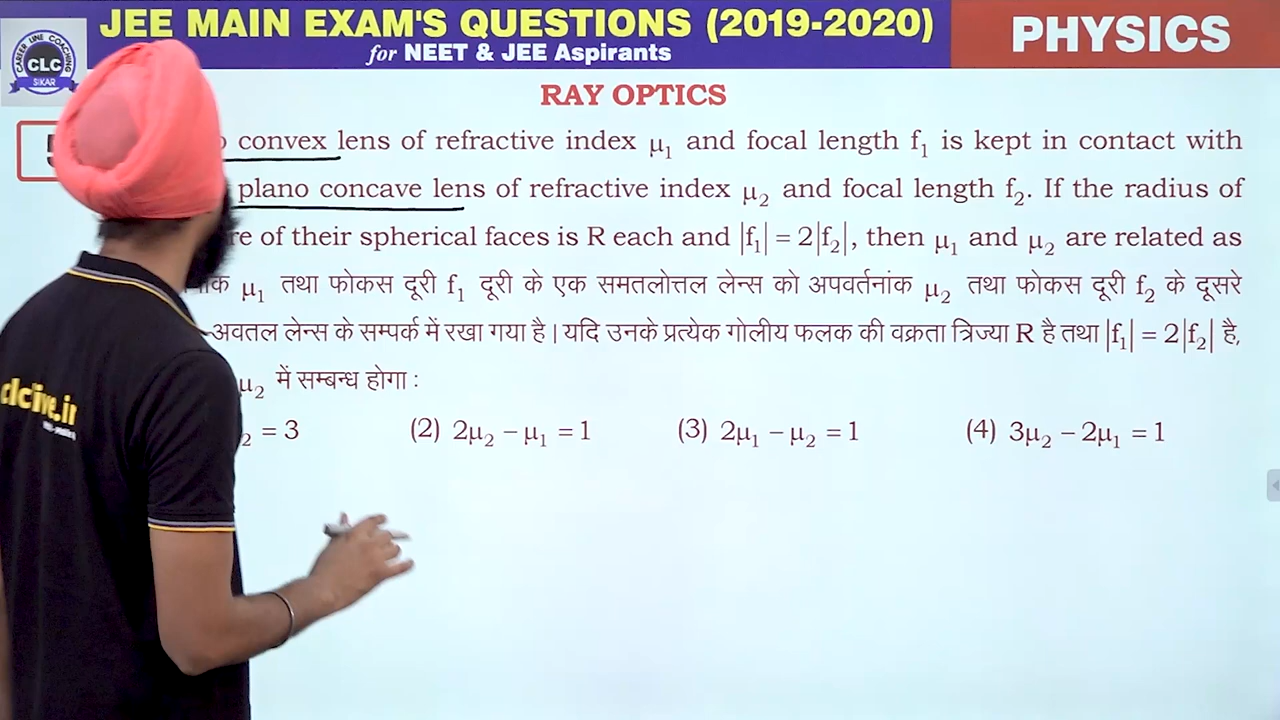 JEE MAIN EXAM'S QUESTIONS (2019-2020)
for NEET & JEE Aspirants
PHYSICS
CAREER LINE COACHING
CLC
SIKAR
RAY OPTICS
convex lens of refractive index μ₁ and focal length f₁ is kept in contact with
plano concave lens of refractive index μ₂ and focal length f₂. If the radius of
of their spherical faces is R each and |f₁| = 2|f₂|, then μ₁ and μ₂ are related as
μ₁ तथा फोकस दूरी f₁ दूरी के एक समतलोत्तल लेन्स को अपवर्तनांक μ₂ तथा फोकस दूरी f₂ के दूसरे
-अवतल लेन्स के सम्पर्क में रखा गया है। यदि उनके प्रत्येक गोलीय फलक की वक्रता त्रिज्या R है तथा |f₁| = 2|f₂| है,
μ₂ में सम्बन्ध होगा :
₂ = 3 (2) 2μ₂ − μ₁ = 1 (3) 2μ₁ − μ₂ = 1 (4) 3μ₂ − 2μ₁ = 1